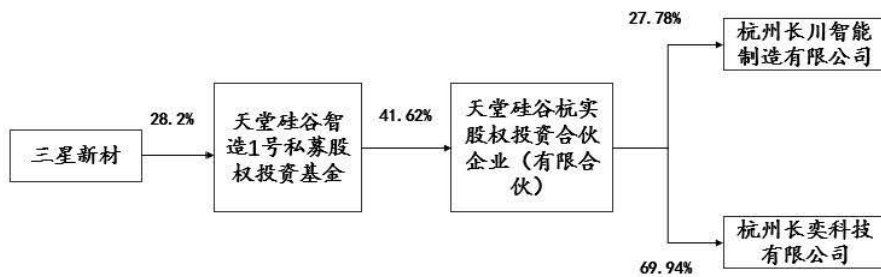 三星新材
28.2%
天堂硅谷智
造1号私募股
权投资基金
41.62%
天堂硅谷杭实
股权投资合伙
企业（有限合
伙）
27.78%
杭州长川智能
制造有限公司
69.94%
杭州长奕科技
有限公司